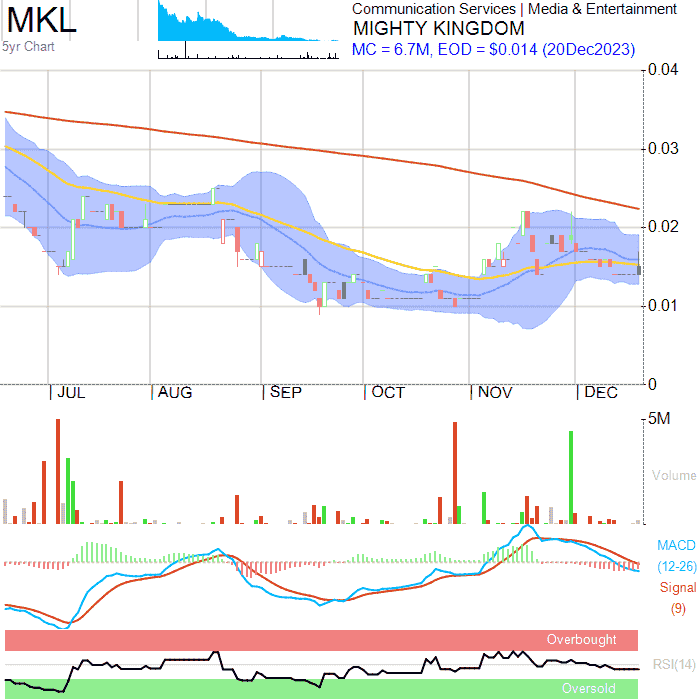 MKL
5yr Chart
Communication Services | Media & Entertainment
MIGHTY KINGDOM
MC = 6.7M, EOD = $0.014 (20Dec2023)
0.04
0.03
0.02
0.01
0
JUL AUG SEP OCT NOV DEC
5M
Volume
MACD
(12-26)
Signal
(9)
Overbought
RSI(14)
Oversold